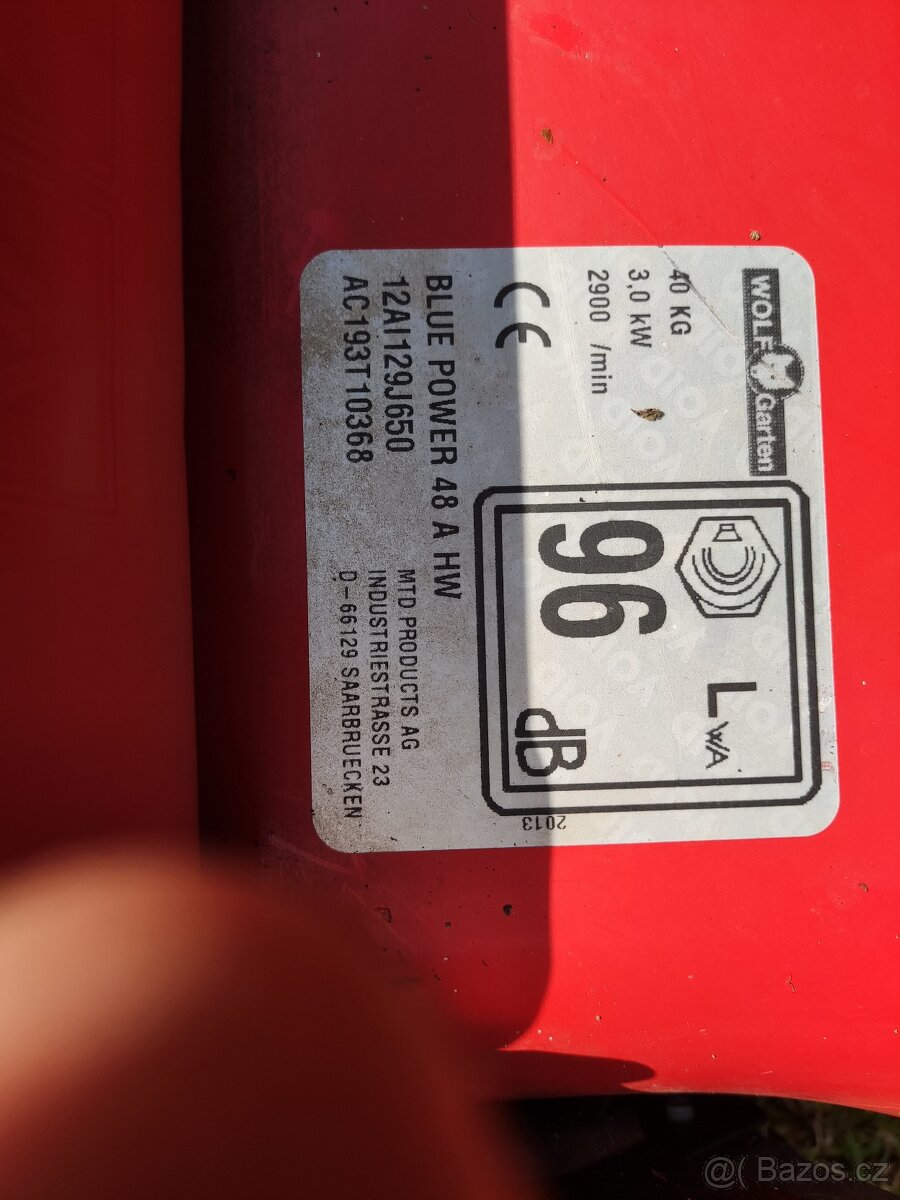 WOLF Garten
40 KG
3,0 kW
2900 /min
CE
LWA
96 dB
2013
BLUE POWER 48 A HW
12AI129J650
AC193T10368
MTD PRODUCTS AG
INDUSTRIESTRASSE 23
D-66129 SAARBRUECKEN
@( Bazos.cz